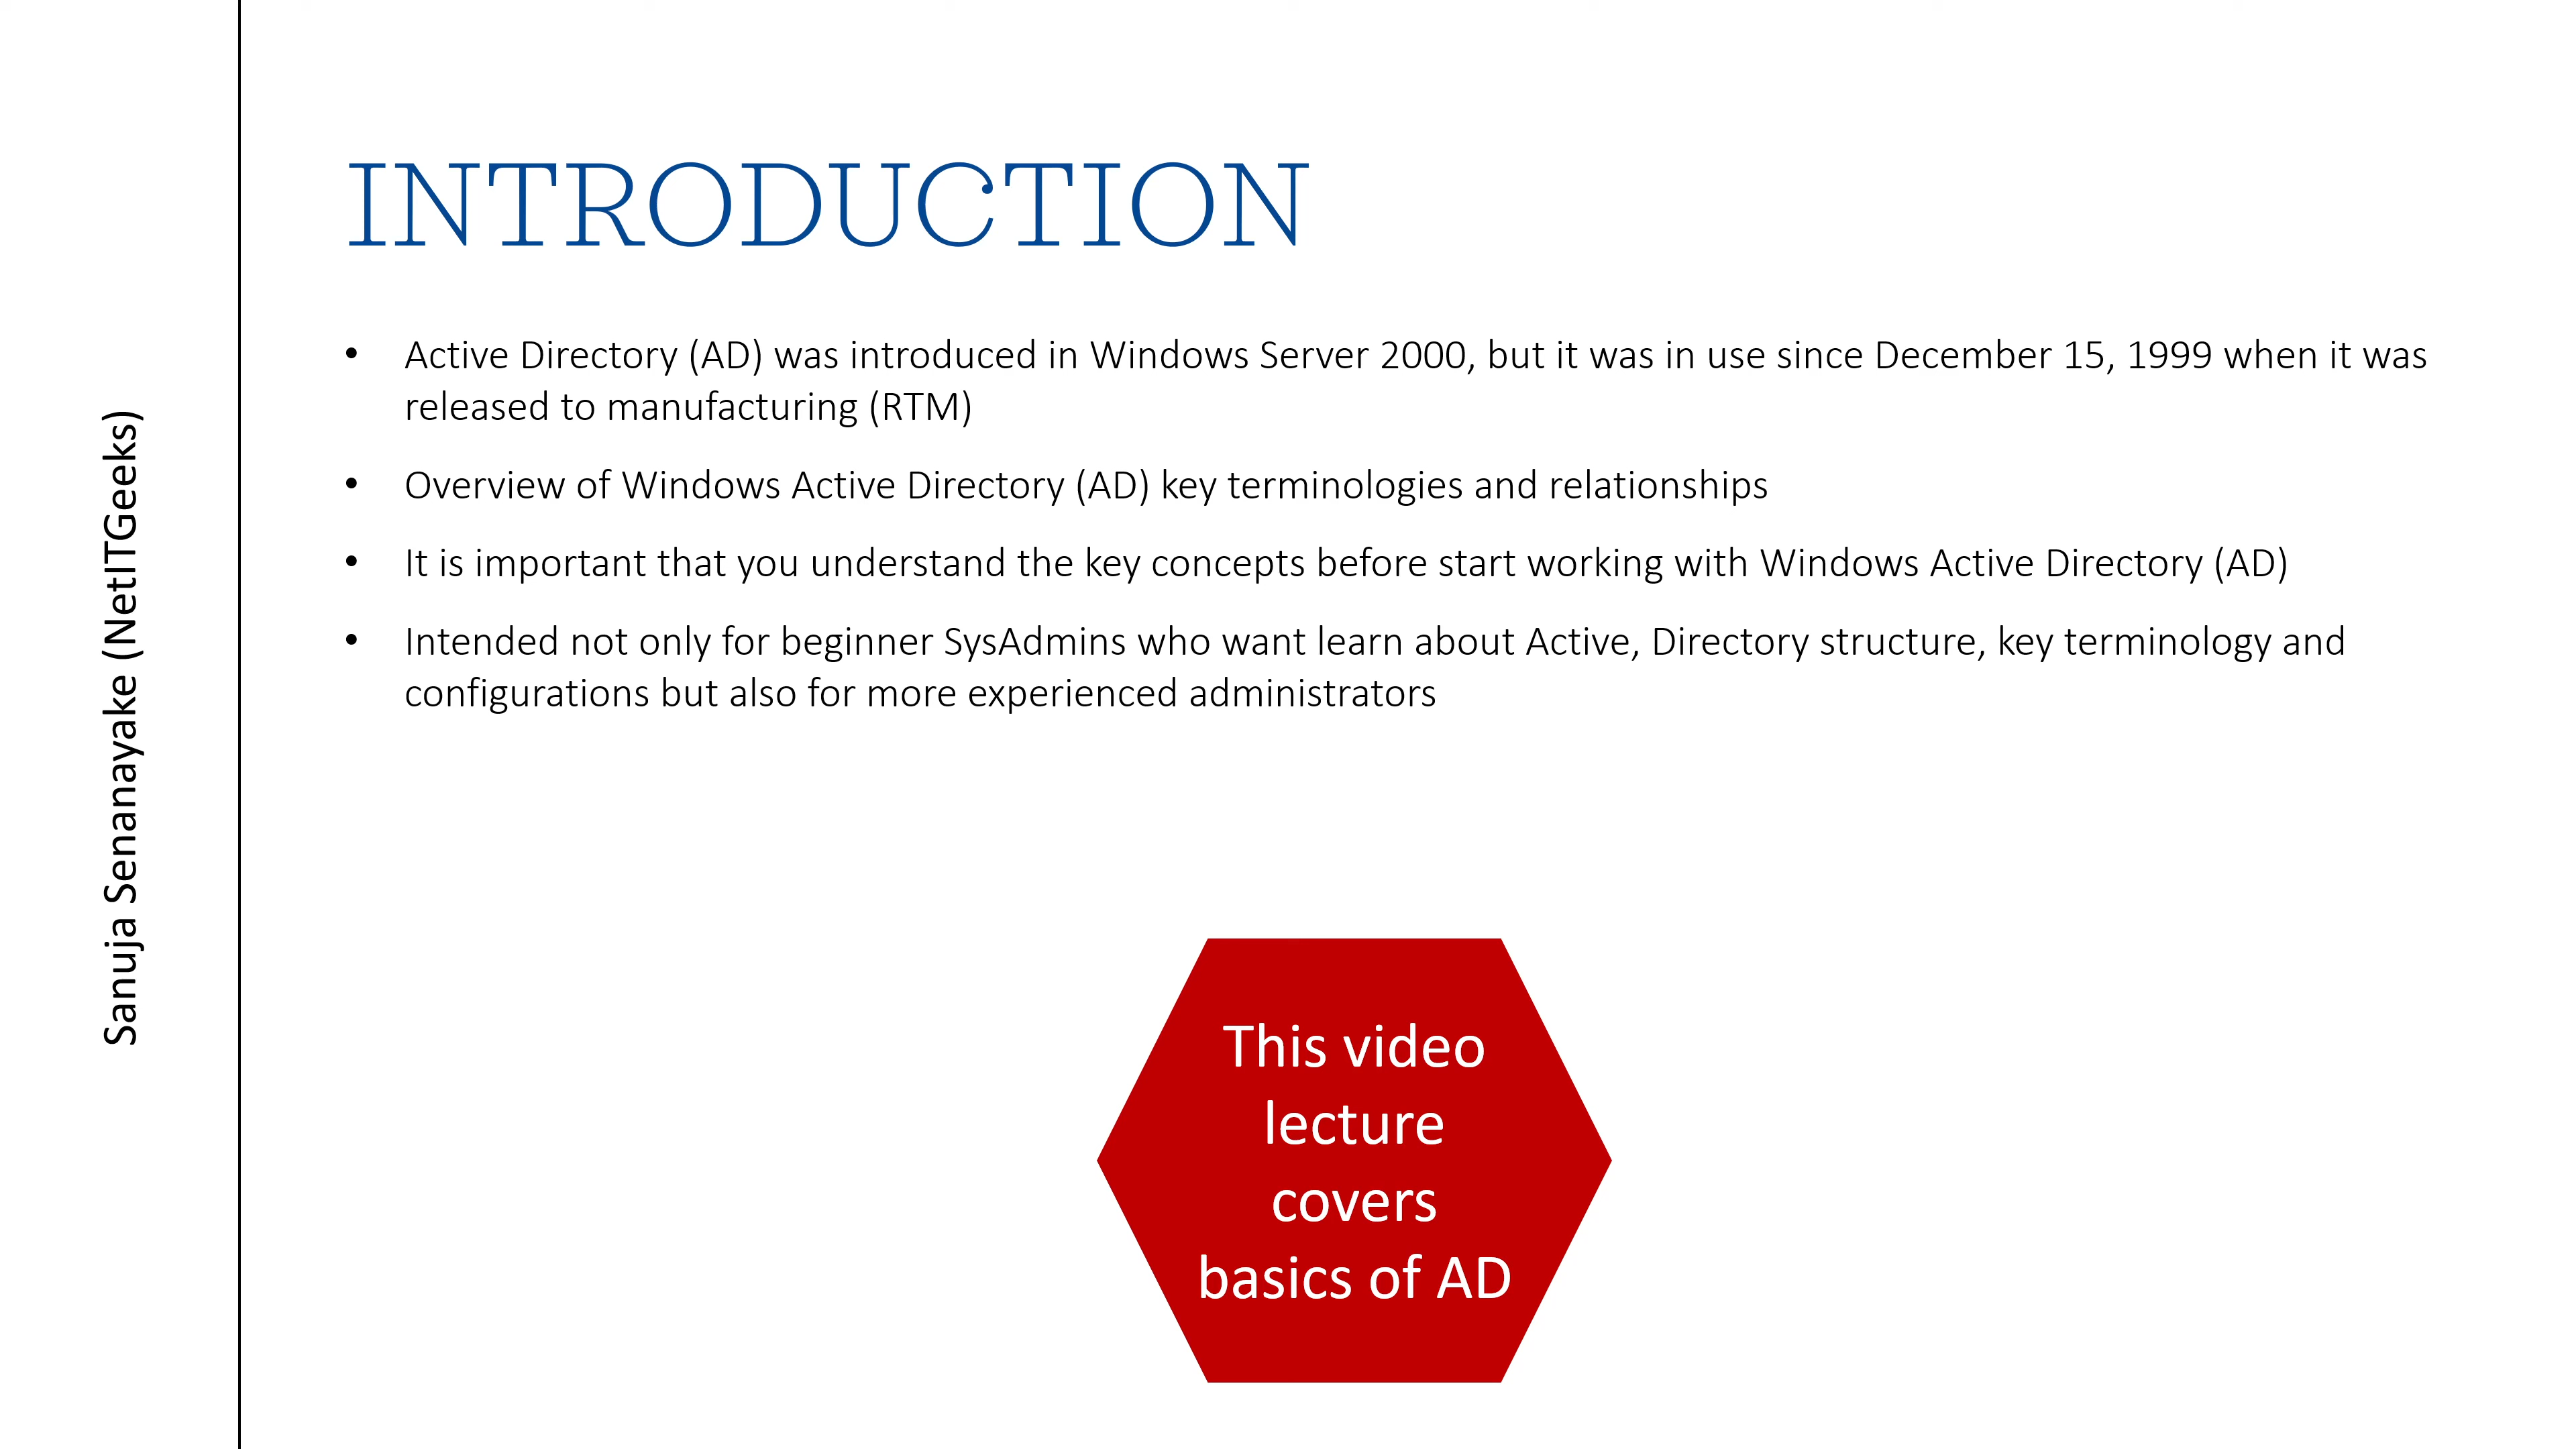 Sanuja Senanayake (NetITGeeks)
INTRODUCTION
• Active Directory (AD) was introduced in Windows Server 2000, but it was in use since December 15, 1999 when it was
released to manufacturing (RTM)
• Overview of Windows Active Directory (AD) key terminologies and relationships
• It is important that you understand the key concepts before start working with Windows Active Directory (AD)
• Intended not only for beginner SysAdmins who want learn about Active, Directory structure, key terminology and
configurations but also for more experienced administrators
This video
lecture
covers
basics of AD